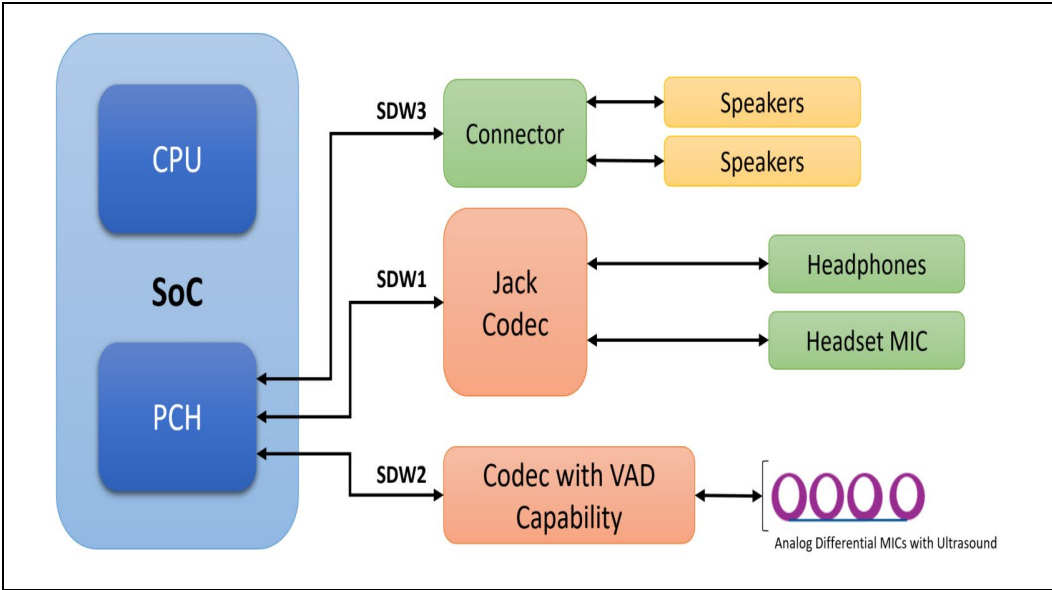 CPU
SoC
PCH
SDW3
Connector
Speakers
Speakers
SDW1
Jack
Codec
Headphones
Headset MIC
SDW2
Codec with VAD
Capability
Analog Differential MICs with Ultrasound